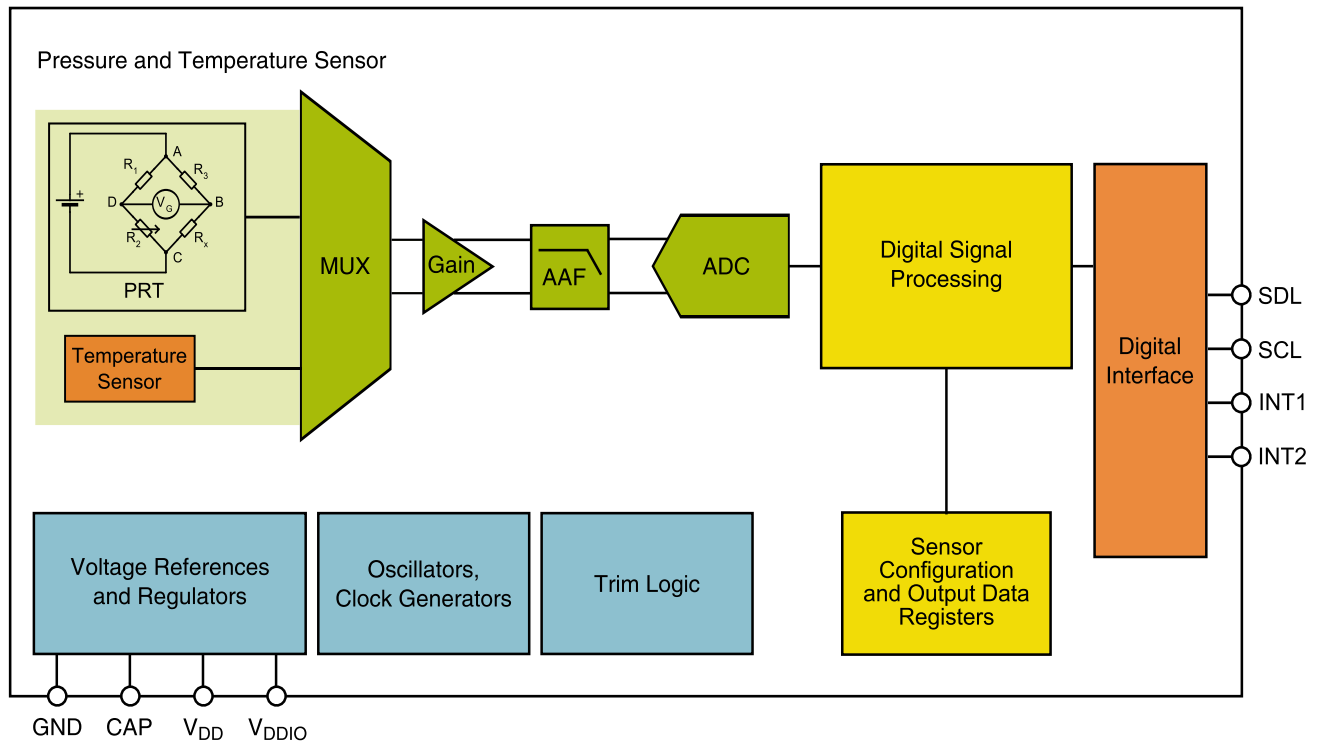 Pressure and Temperature Sensor
A
R1
R3
+
D
VG
B
R2
Rx
C
PRT
Temperature
Sensor
MUX
Gain
AAF
ADC
Digital Signal
Processing
Digital
Interface
SDL
SCL
INT1
INT2
Voltage References
and Regulators
Oscillators,
Clock Generators
Trim Logic
Sensor
Configuration
and Output Data
Registers
GND
CAP
VDD
VDDIO